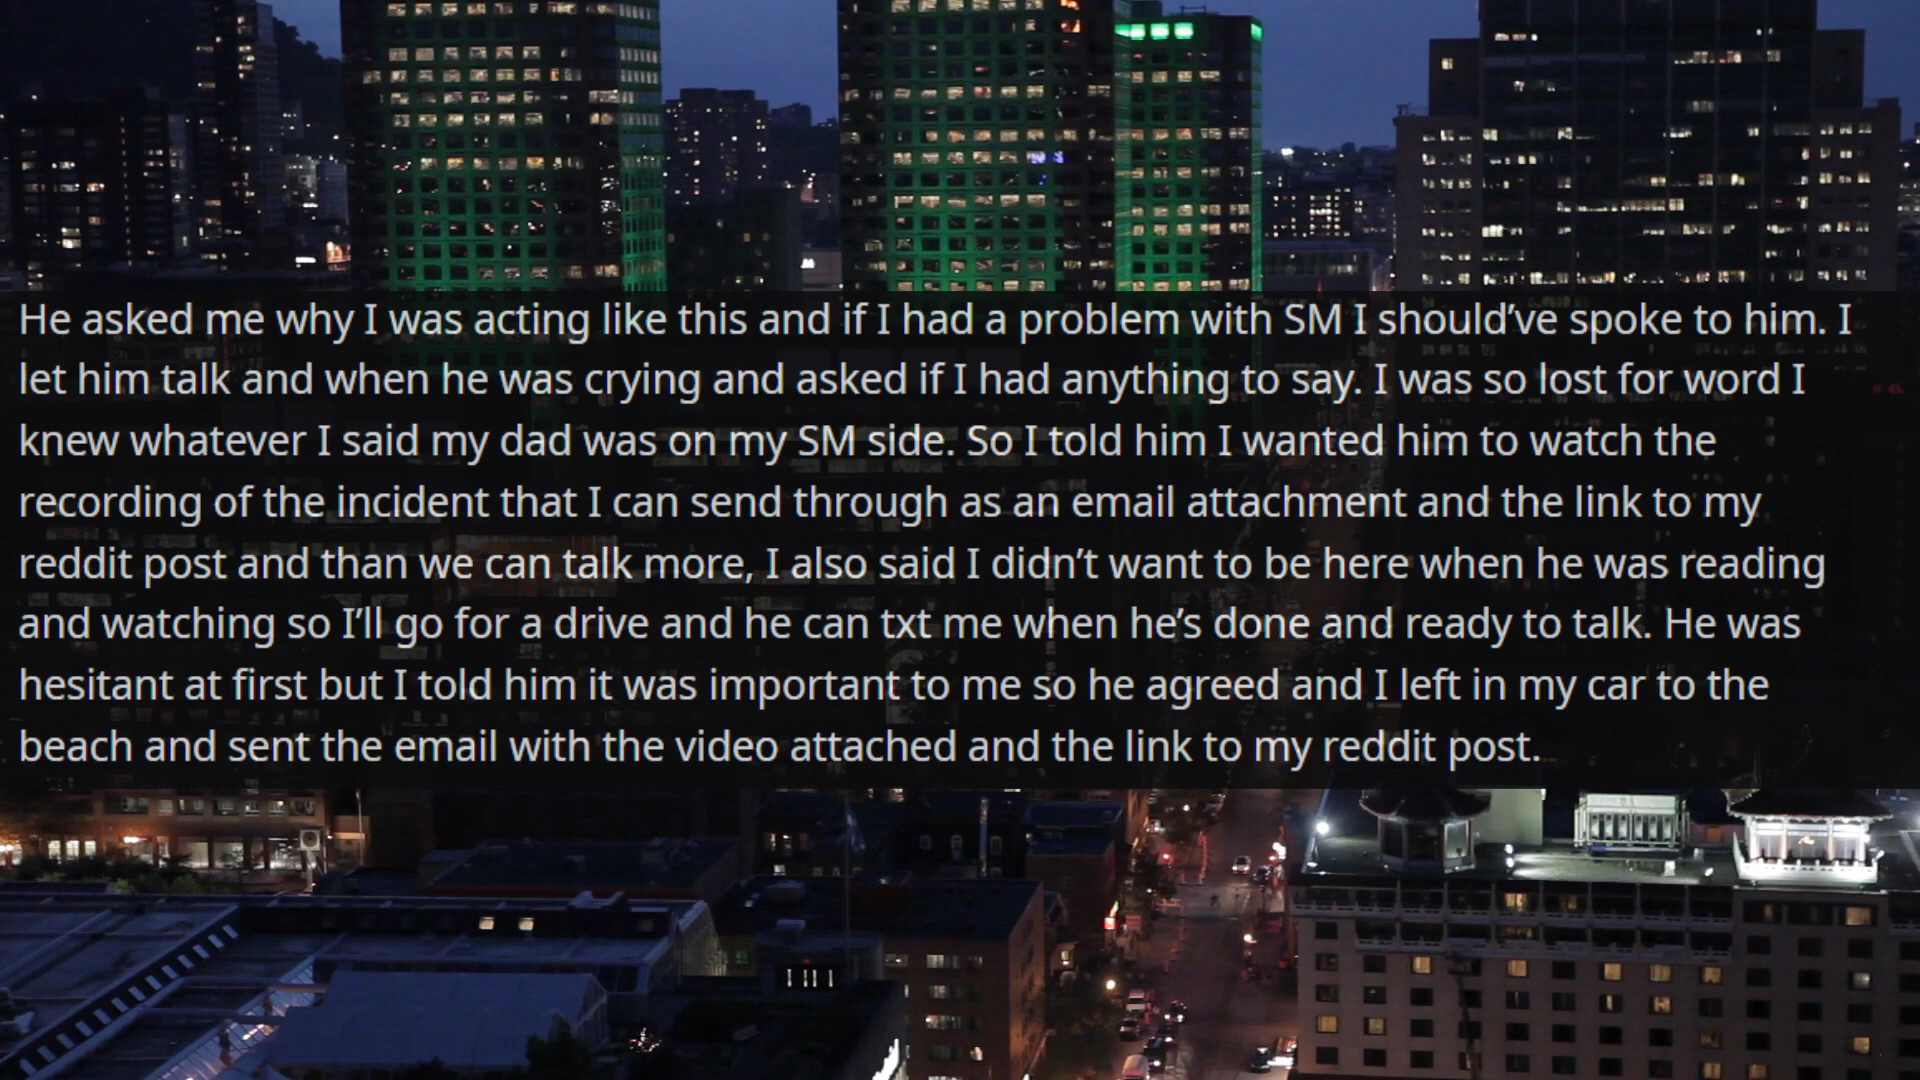 He asked me why I was acting like this and if I had a problem with SM I should’ve spoke to him. I
let him talk and when he was crying and asked if I had anything to say. I was so lost for word I
knew whatever I said my dad was on my SM side. So I told him I wanted him to watch the
recording of the incident that I can send through as an email attachment and the link to my
reddit post and than we can talk more, I also said I didn’t want to be here when he was reading
and watching so I’ll go for a drive and he can txt me when he’s done and ready to talk. He was
hesitant at first but I told him it was important to me so he agreed and I left in my car to the
beach and sent the email with the video attached and the link to my reddit post.